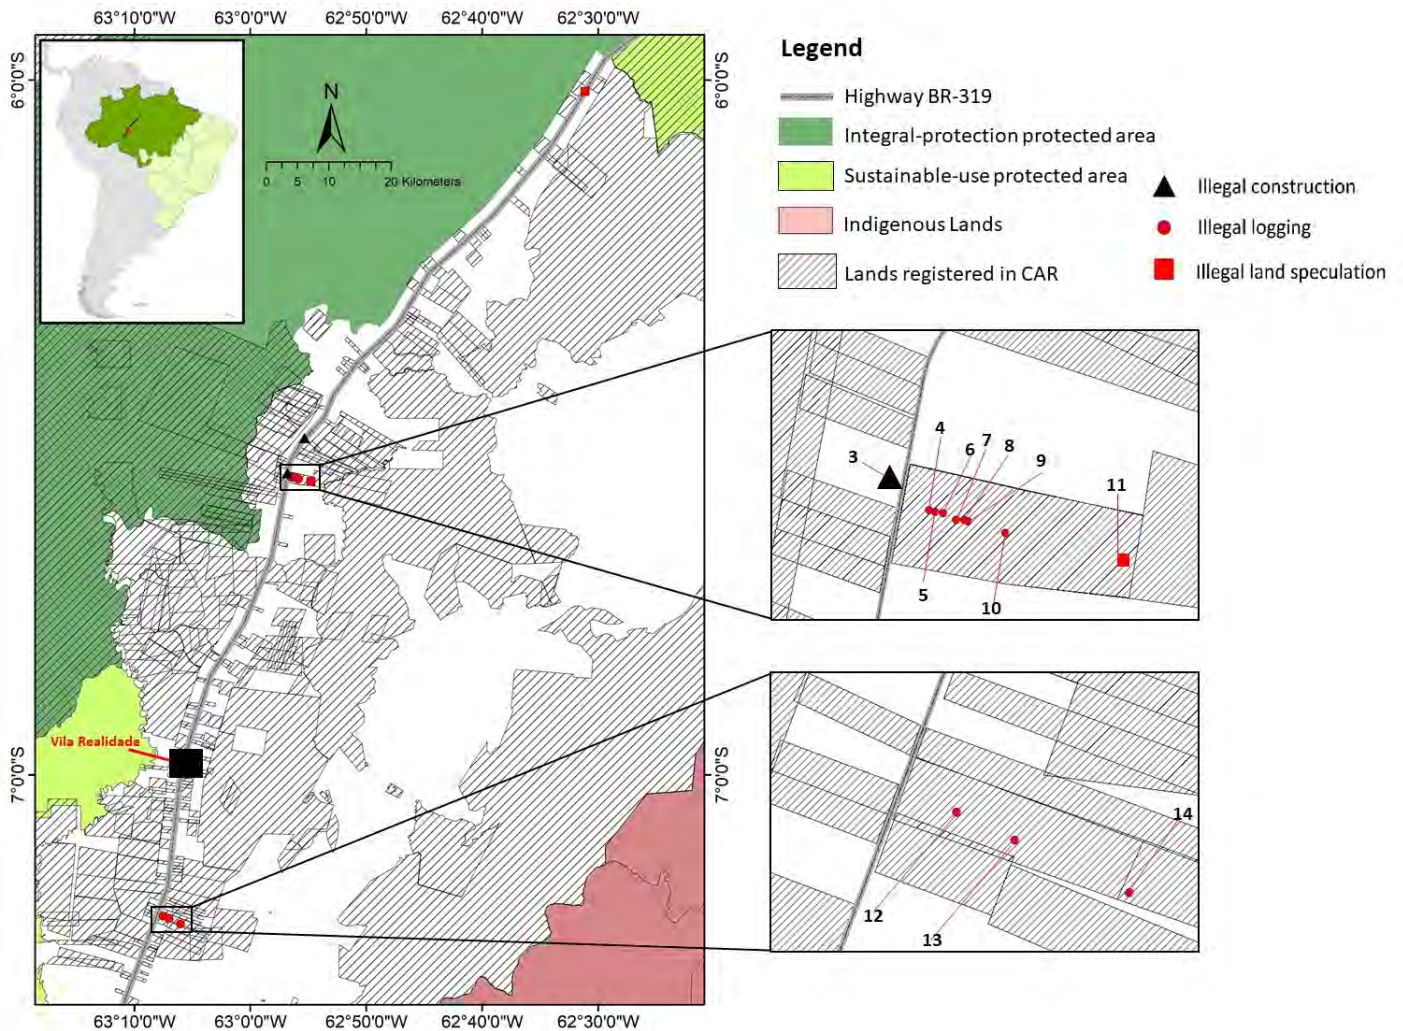 63°10'0"W 63°0'0"W 62°50'0"W 62°40'0"W 62°30'0"W
6°0'0"S
6°0'0"S
N
0 5 10 20 Kilometers
Legend
Highway BR-319
Integral-protection protected area
Sustainable-use protected area
Indigenous Lands
Lands registered in CAR
Illegal construction
Illegal logging
Illegal land speculation
3
4
6
7
8
9
11
5
10
Vila Realidade
7°0'0"S
7°0'0"S
14
12
13
63°10'0"W 63°0'0"W 62°50'0"W 62°40'0"W 62°30'0"W